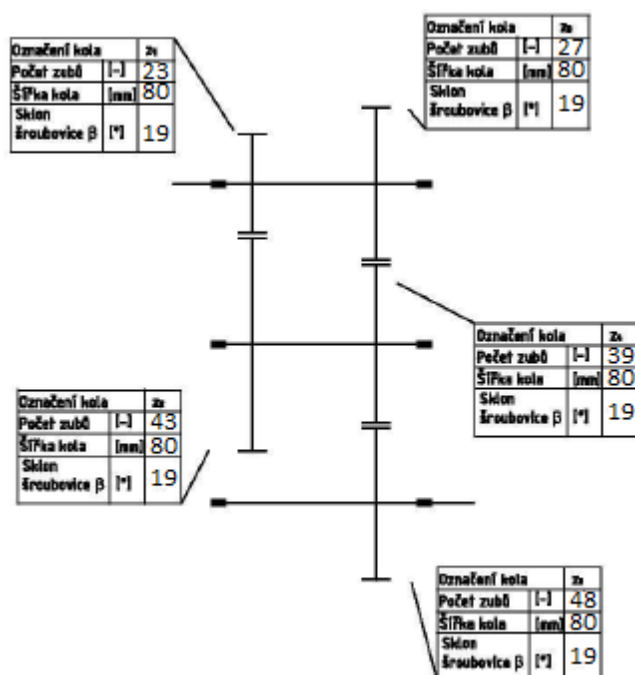 Označení kola z₁
Počet zubů [-] 23
Šířka kola [mm] 80
Sklon
šroubovice β [°] 19
Označení kola
Počet zubů [-] 27
Šířka kola [mm] 80
Sklon
šroubovice β [°] 19
Označení kola
Počet zubů [-] 39
Šířka kola [mm] 80
Sklon
šroubovice β [°] 19
Označení kola
Počet zubů [-] 43
Šířka kola [mm] 80
Sklon
šroubovice β [°] 19
Označení kola
Počet zubů [-] 48
Šířka kola [mm] 80
Sklon
šroubovice β [°] 19